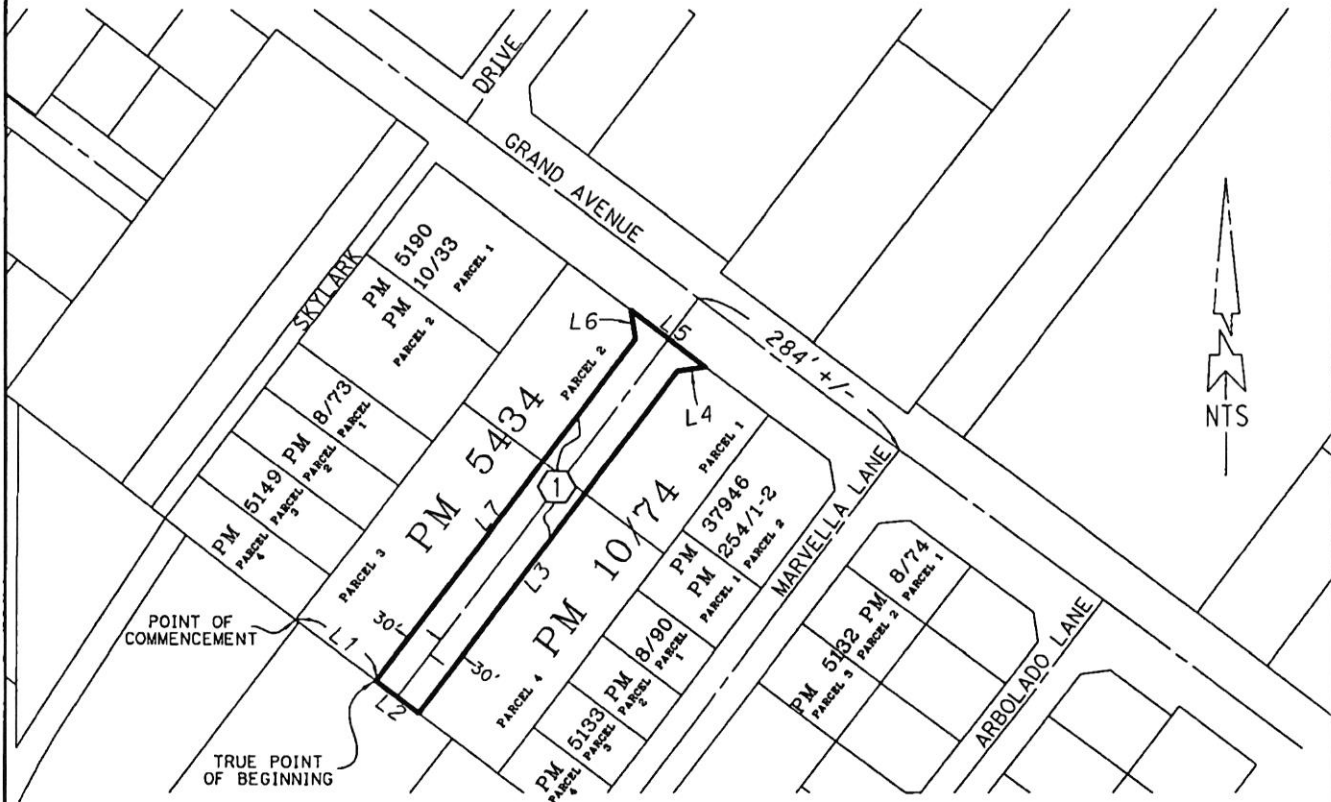 DRIVE
GRAND AVENUE
SKYLARK
PM 5190
PM 10/33
PARCEL 1
PARCEL 2
L6
L5
284' +/-
L4
NTS
PM 5149 PM 8/73
PARCEL 4
PARCEL 3
PARCEL 2
PARCEL 1
PM 5434
PARCEL 2
PARCEL 3
L7
1
L3
PM 10/74
PARCEL 1
PARCEL 4
PM 37946
PM 254/1-2
PARCEL 1
PARCEL 2
MARVELLA LANE
PM 5132 PM 8/74
PARCEL 3
PARCEL 2
PARCEL 1
ARBOLADO LANE
PM 5133 PM 8/90
PARCEL 4
PARCEL 3
PARCEL 2
PARCEL 1
POINT OF
COMMENCEMENT
L1
30'
30'
L2
TRUE POINT
OF BEGINNING